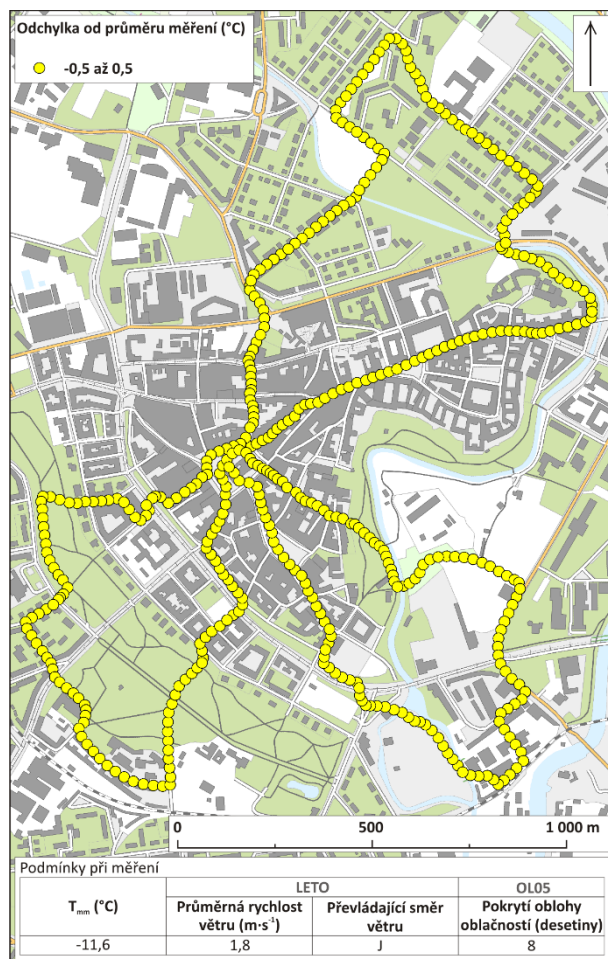 Odchylka od průměru měření (°C)
-0,5 až 0,5
0 500 1 000 m
Podmínky při měření
LETO OL05
Tmm (°C) Průměrná rychlost větru (m·s⁻¹) Převládající směr větru Pokrytí oblohy oblačností (desetiny)
-11,6 1,8 J 8